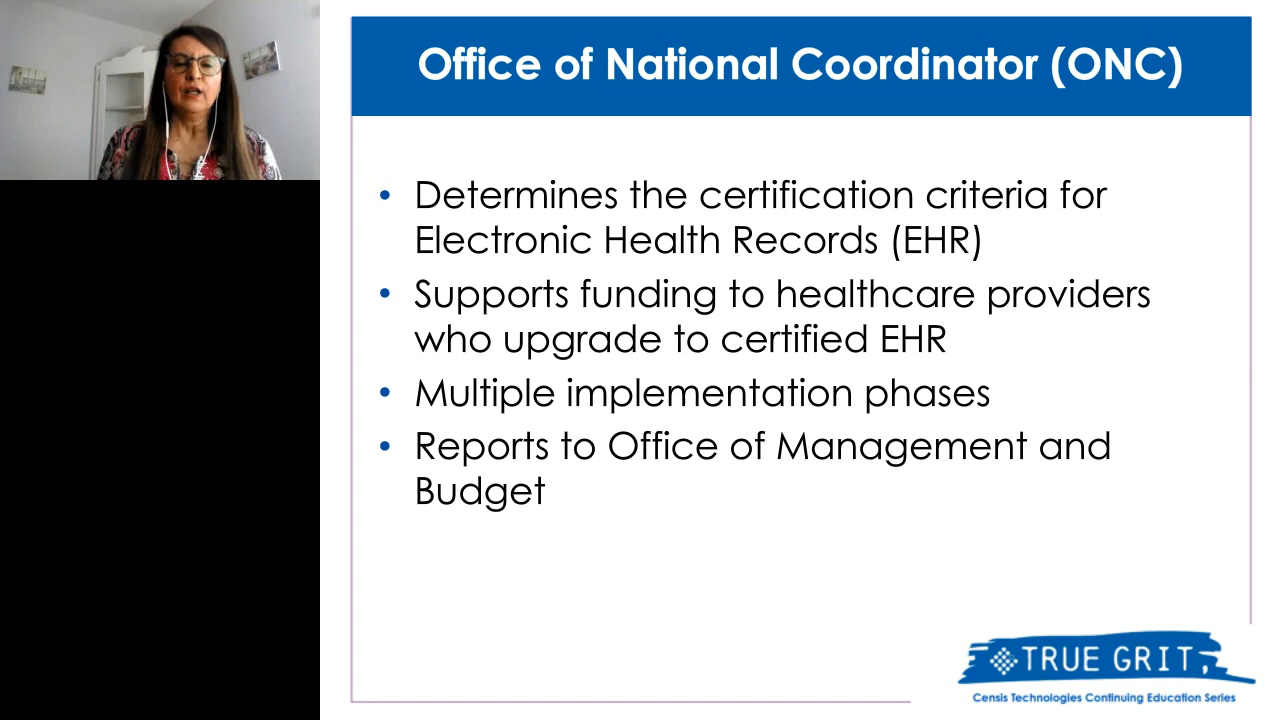 Office of National Coordinator (ONC)
• Determines the certification criteria for
Electronic Health Records (EHR)
• Supports funding to healthcare providers
who upgrade to certified EHR
• Multiple implementation phases
• Reports to Office of Management and
Budget
TRUE GRIT
Censis Technologies Continuing Education Series